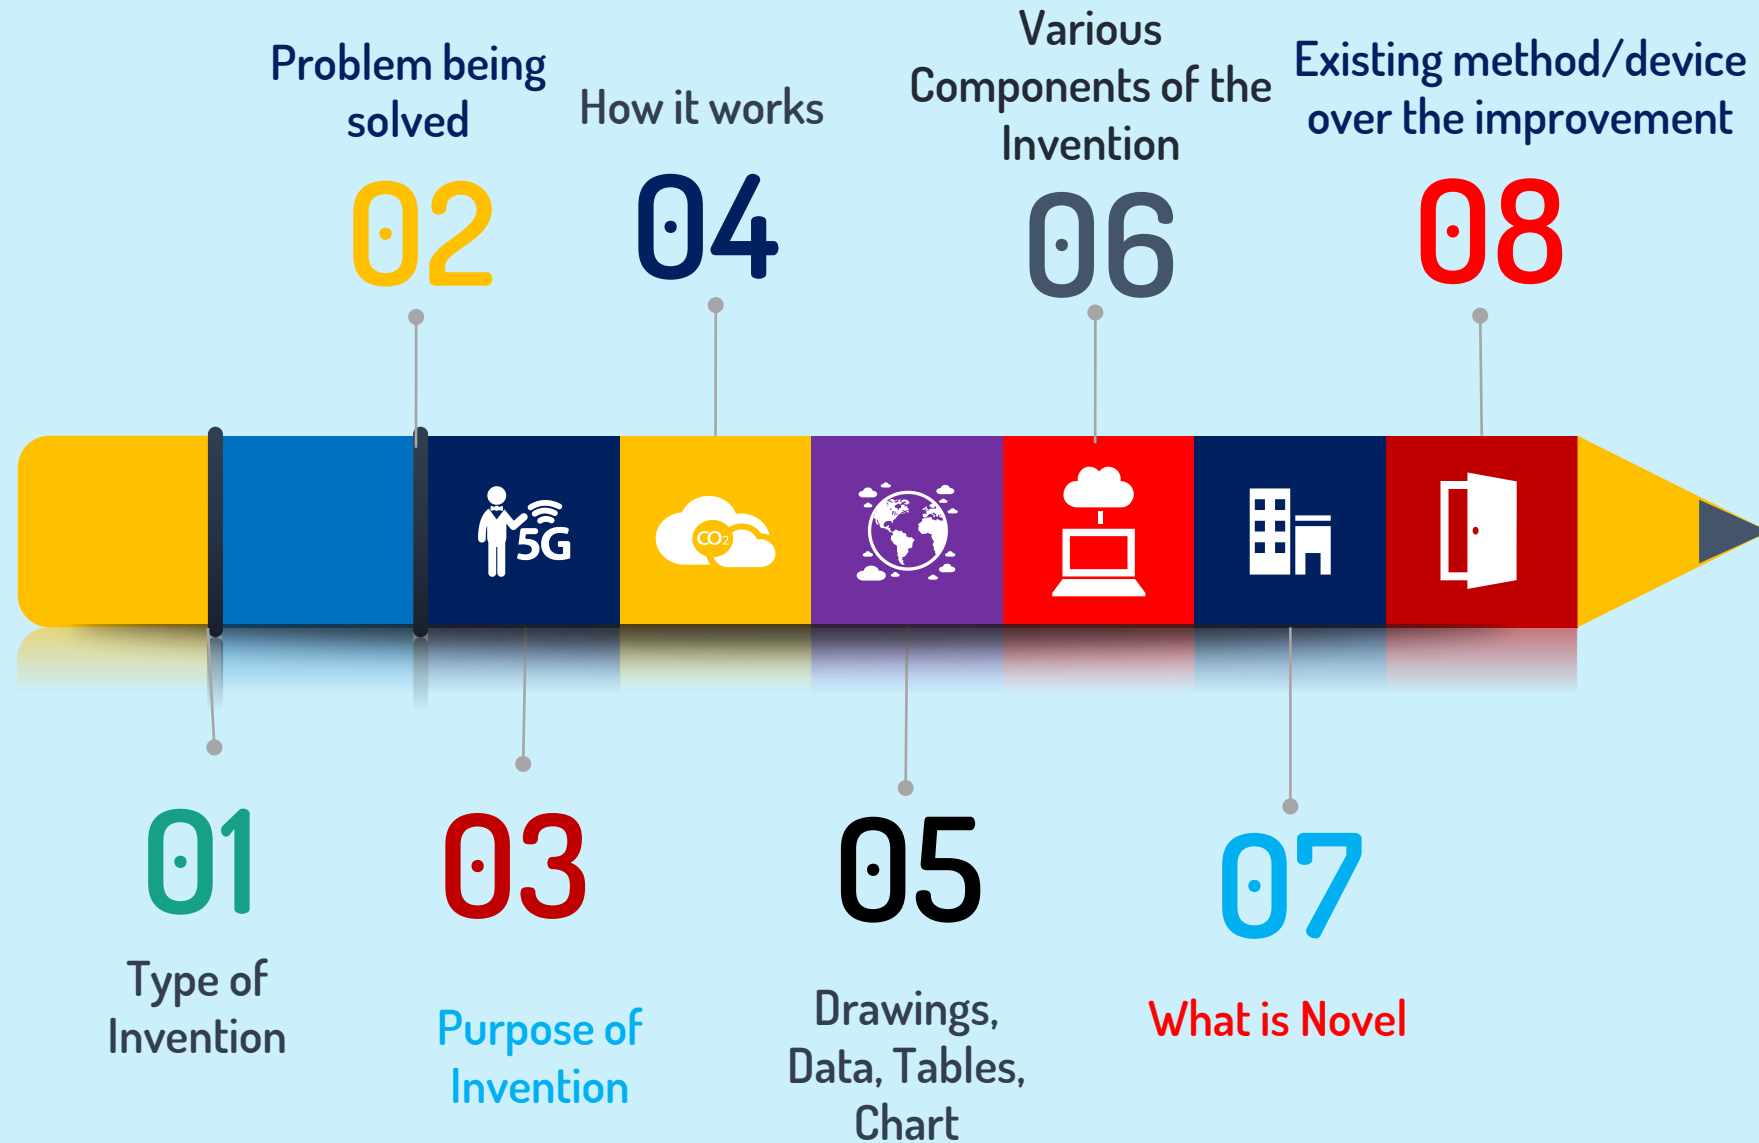 Problem being
solved
02
How it works
04
Various
Components of the
Invention
06
Existing method/device
over the improvement
08
5G
CO2
01
Type of
Invention
03
Purpose of
Invention
05
Drawings,
Data, Tables,
Chart
07
What is Novel